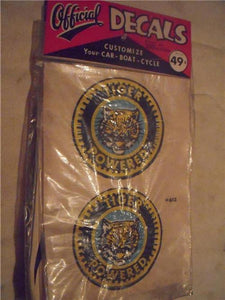 Official DECALS
CUSTOMIZE
Your CAR - BOAT - CYCLE
49¢
TIGER
POWERED
TIGER
POWERED